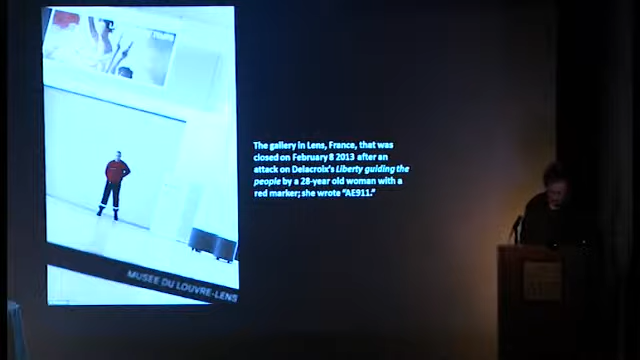 The gallery in Lens, France, that was
closed on February 8 2013 after an
attack on Delacroix's Liberty guiding the
people by a 28-year old woman with a
red marker; she wrote "AE911."
MUSEE DU LOUVRE-LENS